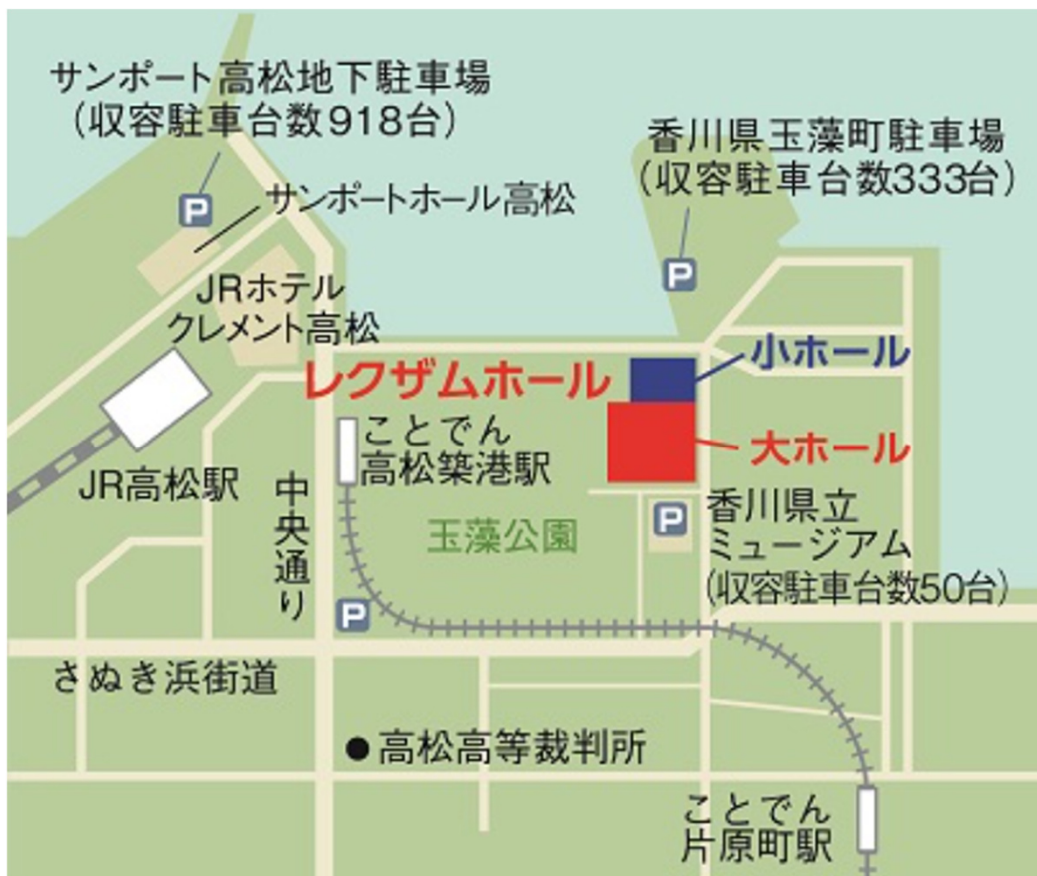 サンポート高松地下駐車場
（収容駐車台数918台）
香川県玉藻町駐車場
（収容駐車台数333台）
P
サンポートホール高松
P
JRホテル
クレメント高松
小ホール
レクザムホール
ことでん
高松築港駅
大ホール
JR高松駅
中央通り
P
香川県立
ミュージアム
(収容駐車台数50台)
玉藻公園
P
さぬき浜街道
高松高等裁判所
ことでん
片原町駅